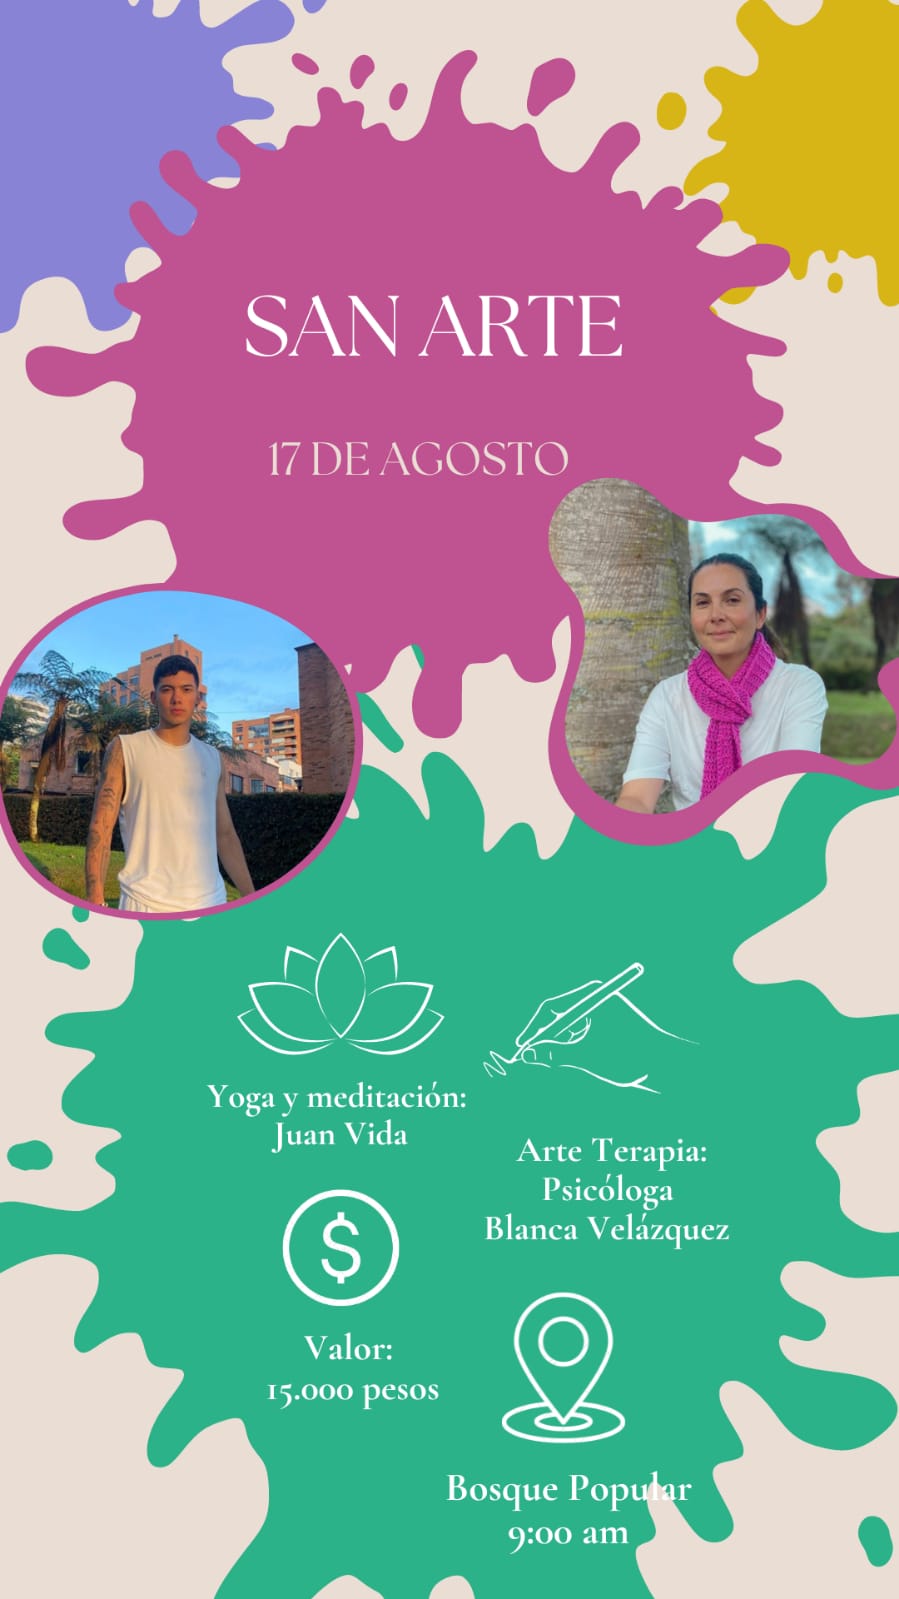 SAN ARTE
17 DE AGOSTO
Yoga y meditación:
Juan Vida
Arte Terapia:
Psicóloga
Blanca Velázquez
$
Valor:
15.000 pesos
Bosque Popular
9:00 am